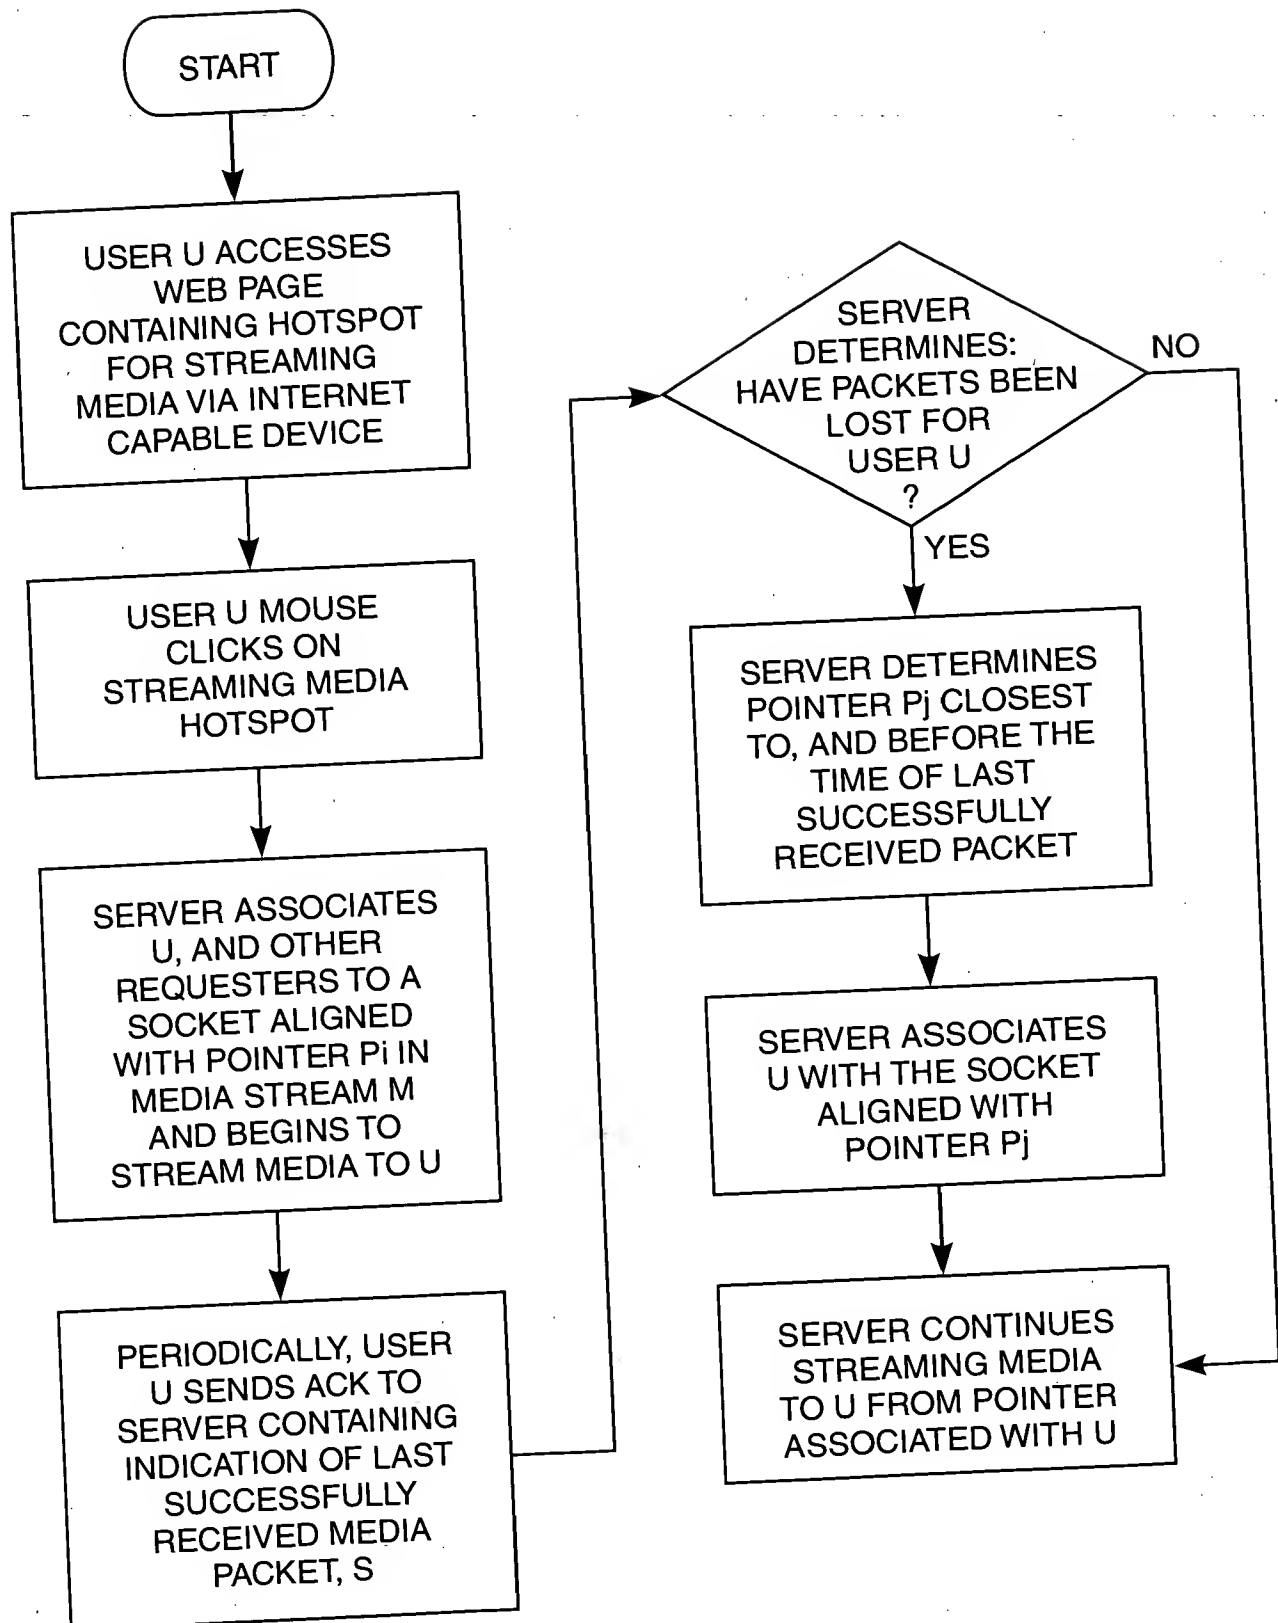 START
USER U ACCESSES
WEB PAGE
CONTAINING HOTSPOT
FOR STREAMING
MEDIA VIA INTERNET
CAPABLE DEVICE
USER U MOUSE
CLICKS ON
STREAMING MEDIA
HOTSPOT
SERVER ASSOCIATES
U, AND OTHER
REQUESTERS TO A
SOCKET ALIGNED
WITH POINTER Pi IN
MEDIA STREAM M
AND BEGINS TO
STREAM MEDIA TO U
PERIODICALLY, USER
U SENDS ACK TO
SERVER CONTAINING
INDICATION OF LAST
SUCCESSFULLY
RECEIVED MEDIA
PACKET, S
SERVER
DETERMINES:
HAVE PACKETS BEEN
LOST FOR
USER U
?
NO
YES
SERVER DETERMINES
POINTER Pj CLOSEST
TO, AND BEFORE THE
TIME OF LAST
SUCCESSFULLY
RECEIVED PACKET
SERVER ASSOCIATES
U WITH THE SOCKET
ALIGNED WITH
POINTER Pj
SERVER CONTINUES
STREAMING MEDIA
TO U FROM POINTER
ASSOCIATED WITH U